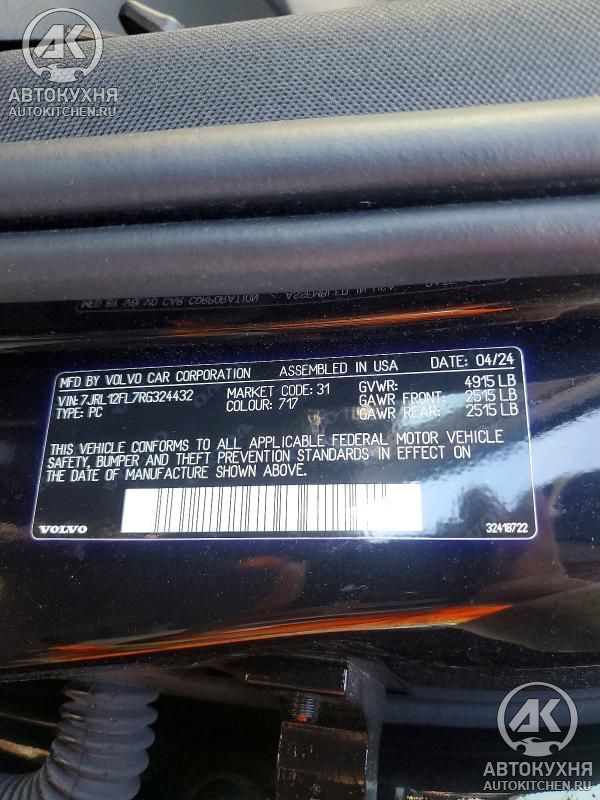 АК
АВТОКУХНЯ
AUTOKITCHEN.RU
MFD BY VOLVO CAR CORPORATION ASSEMBLED IN USA DATE: 04/24
VIN: 7JRL12FL7RG324432 MARKET CODE: 31 GVWR: 4915 LB
TYPE: PC COLOUR: 717 GAWR FRONT: 2515 LB
GAWR REAR: 2515 LB
THIS VEHICLE CONFORMS TO ALL APPLICABLE FEDERAL MOTOR VEHICLE
SAFETY, BUMPER AND THEFT PREVENTION STANDARDS IN EFFECT ON
THE DATE OF MANUFACTURE SHOWN ABOVE.
VOLVO 32418722
АК
АВТОКУХНЯ
AUTOKITCHEN.RU